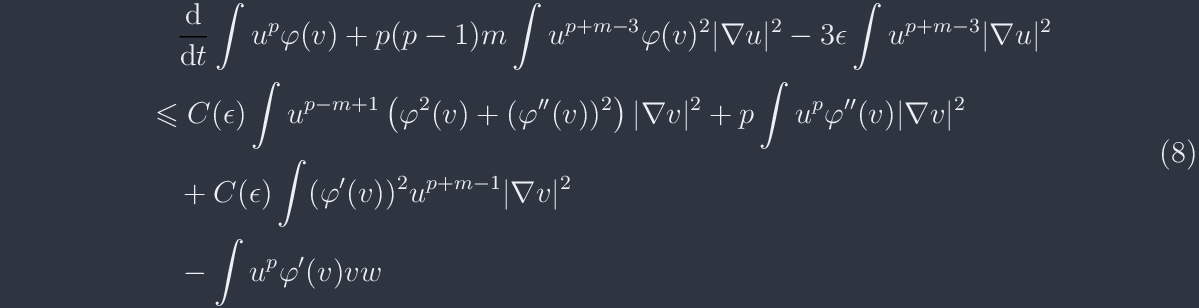 \frac{\mathrm{d}}{\mathrm{d}t} \int u^p \varphi(v) + p(p-1)m \int u^{p+m-3} \varphi(v)^2 |\nabla u|^2 - 3\epsilon \int u^{p+m-3} |\nabla u|^2
\leqslant C(\epsilon) \int u^{p-m+1} \left( \varphi^2(v) + (\varphi''(v))^2 \right) |\nabla v|^2 + p \int u^p \varphi''(v) |\nabla v|^2
+ C(\epsilon) \int (\varphi'(v))^2 u^{p+m-1} |\nabla v|^2 (8)
- \int u^p \varphi'(v) v w